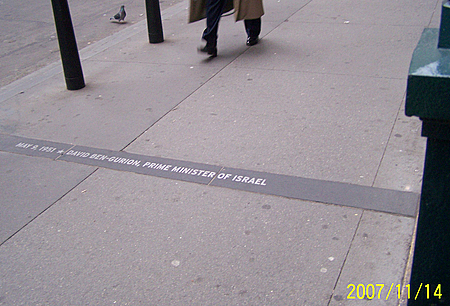 MAY 9, 1951 ★ DAVID BEN-GURION, PRIME MINISTER OF ISRAEL
2007/11/14